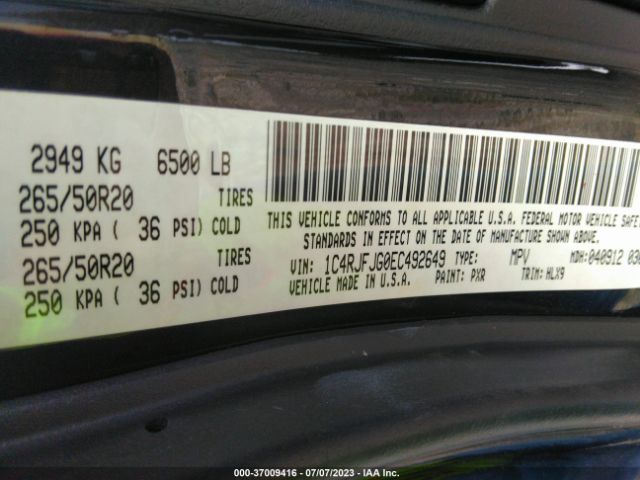 2949 KG 6500 LB
265/50R20 TIRES
250 KPA ( 36 PSI) COLD
265/50R20 TIRES
250 KPA ( 36 PSI) COLD
THIS VEHICLE CONFORMS TO ALL APPLICABLE U.S.A. FEDERAL MOTOR VEHICLE SAFETY
STANDARDS IN EFFECT ON THE DATE OF MANUFACTURE SHOWN ABOVE.
VIN: 1C4RJFJG0EC492649 TYPE: MPV MDH: 040912
VEHICLE MADE IN U.S.A. PAINT: PXR TRIM: HLX9
000-37009416 - 07/07/2023 - IAA Inc.